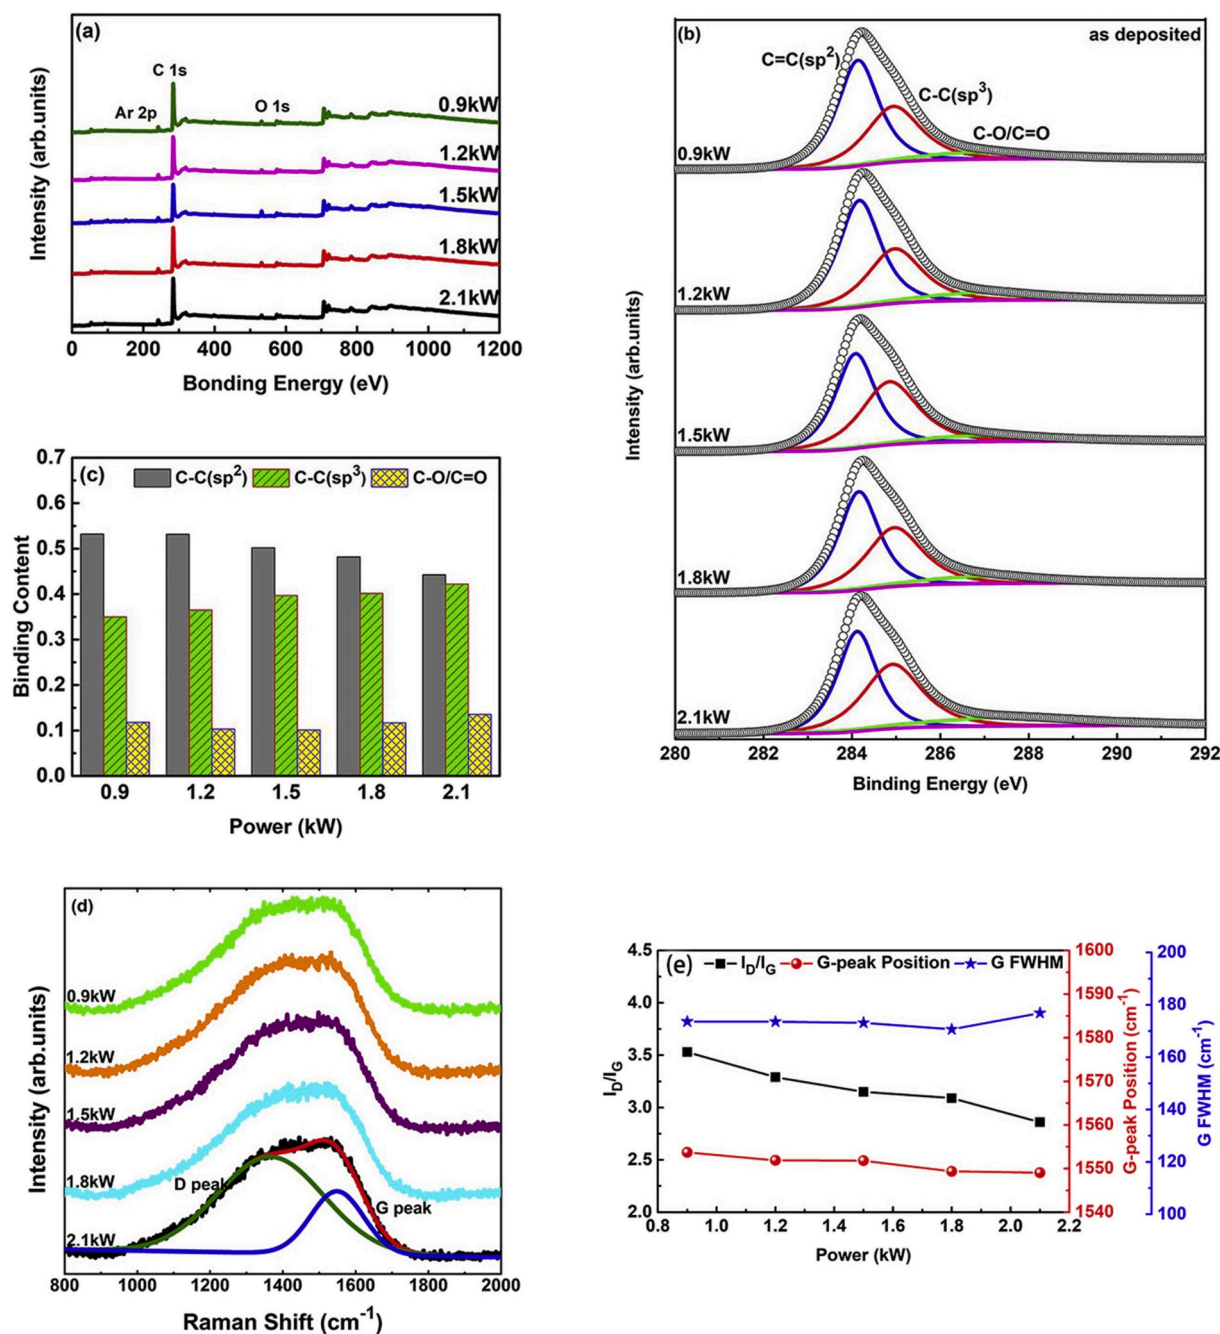 (a)
C 1s
Ar 2p
O 1s
0.9kW
1.2kW
1.5kW
1.8kW
2.1kW
0 200 400 600 800 1000 1200
Bonding Energy (eV)
Intensity (arb.units)
(b)
as deposited
C=C(sp²)
C-C(sp³)
C-O/C=O
0.9kW
1.2kW
1.5kW
1.8kW
2.1kW
280 282 284 286 288 290 292
Binding Energy (eV)
Intensity (arb.units)
(c)
C-C(sp²) C-C(sp³) C-O/C=O
0.7
0.6
0.5
0.4
0.3
0.2
0.1
0.0
0.9 1.2 1.5 1.8 2.1
Power (kW)
Binding Content
(d)
0.9kW
1.2kW
1.5kW
1.8kW
D peak
G peak
2.1kW
800 1000 1200 1400 1600 1800 2000
Raman Shift (cm⁻¹)
Intensity (arb.units)
(e)
I_D/I_G G-peak Position G FWHM
4.5
4.0
3.5
3.0
2.5
2.0
I_D/I_G
0.8 1.0 1.2 1.4 1.6 1.8 2.0 2.2
Power (kW)
1600
1590
1580
1570
1560
1550
1540
G-peak Position (cm⁻¹)
200
180
160
140
120
100
G FWHM (cm⁻¹)